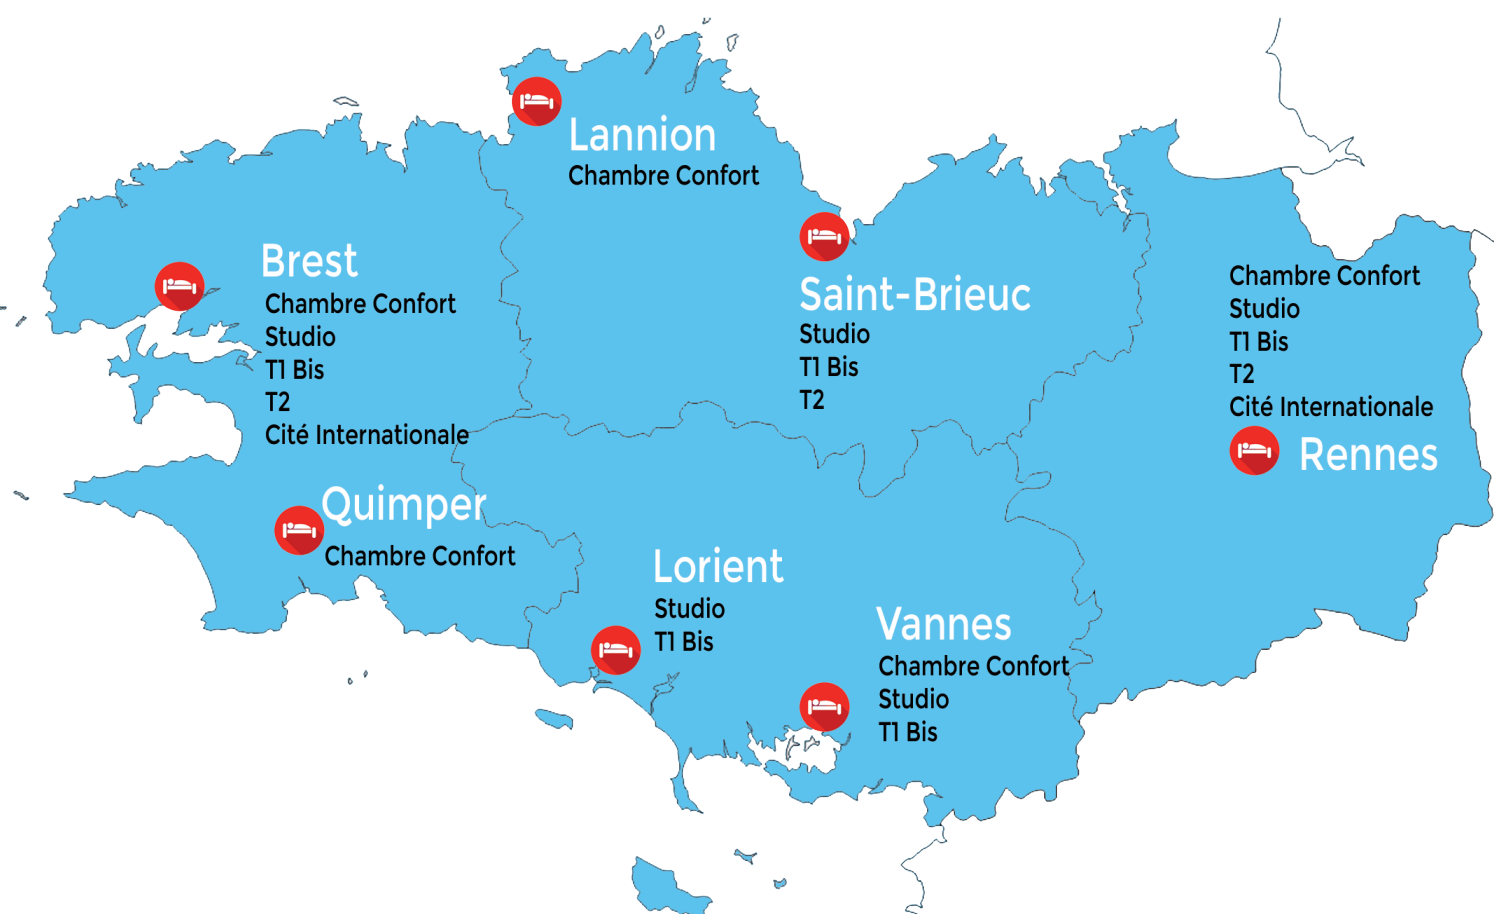 Lannion
Chambre Confort
Brest
Chambre Confort
Studio
T1 Bis
T2
Cité Internationale
Saint-Brieuc
Studio
T1 Bis
T2
Chambre Confort
Studio
T1 Bis
T2
Cité Internationale
Rennes
Quimper
Chambre Confort
Lorient
Studio
T1 Bis
Vannes
Chambre Confort
Studio
T1 Bis